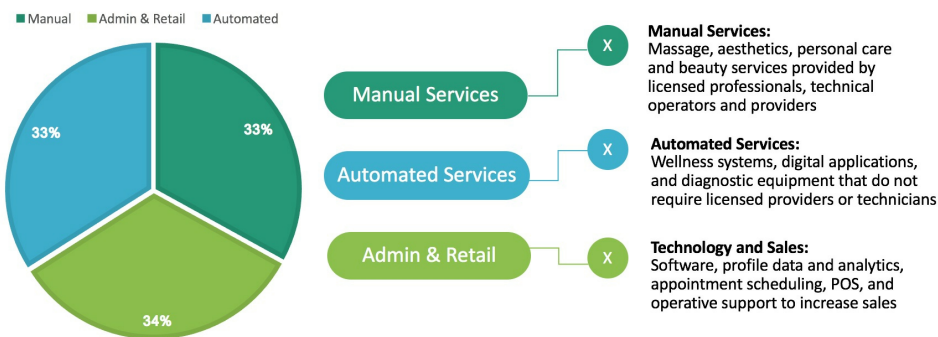 Manual Admin & Retail Automated
33%
33%
34%
Manual Services
X
Manual Services:
Massage, aesthetics, personal care
and beauty services provided by
licensed professionals, technical
operators and providers
Automated Services
X
Automated Services:
Wellness systems, digital applications,
and diagnostic equipment that do not
require licensed providers or technicians
Admin & Retail
X
Technology and Sales:
Software, profile data and analytics,
appointment scheduling, POS, and
operative support to increase sales